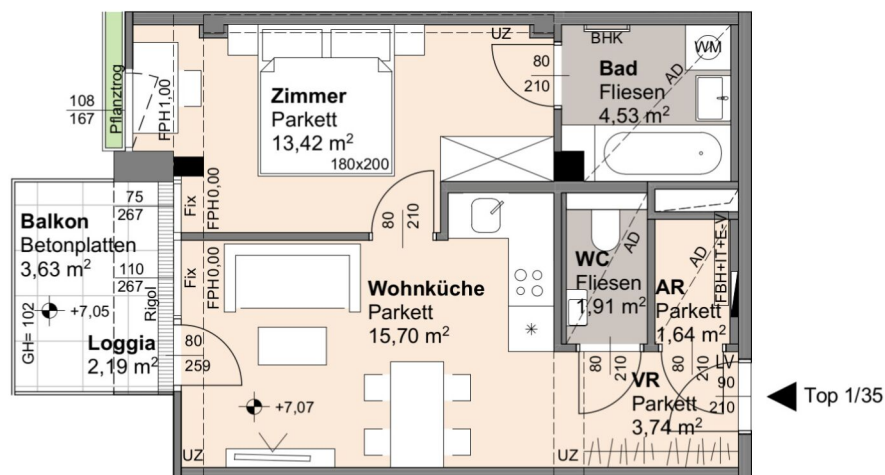 UZ
BHK
WM
Zimmer
Parkett
13,42 m²
180x200
80
210
Bad
Fliesen
4,53 m²
AD
108
167
Pflanztrog
FPH1,00
75
267
Fix
FPH0,00
80
210
Balkon
Betonplatten
3,63 m²
110
267
Rigol
Fix
FPH0,00
+7,05
GH= 102
Loggia
2,19 m²
80
259
Wohnküche
Parkett
15,70 m²
WC
Fliesen
1,91 m²
AD
AD
FBH+IT+E-V
AR
Parkett
1,64 m²
80
210
80
210
LV
90
210
VR
Parkett
3,74 m²
+7,07
UZ
UZ
Top 1/35